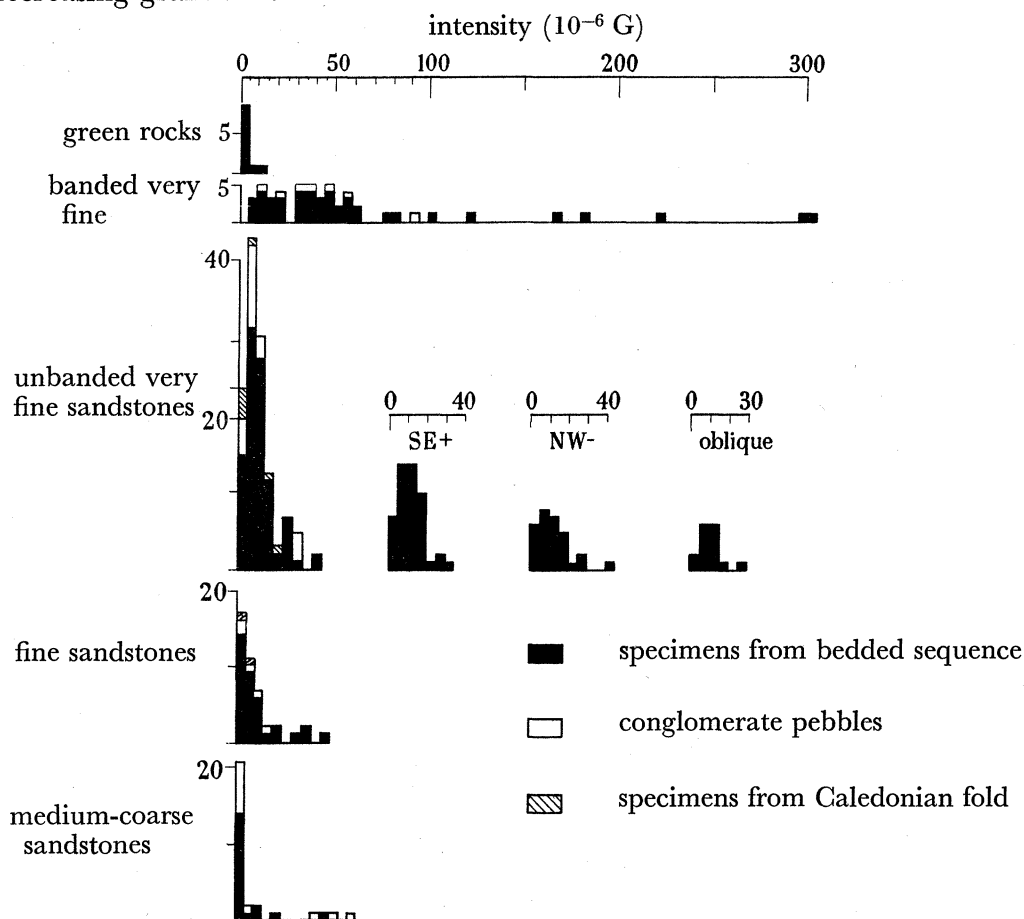 intensity (10⁻⁶ G)
0 50 100 200 300
green rocks 5
banded very 5
fine
40
unbanded very
fine sandstones 20
0 40 0 40 0 30
SE+ NW- oblique
20
fine sandstones
specimens from bedded sequence
conglomerate pebbles
20
specimens from Caledonian fold
medium-coarse
sandstones